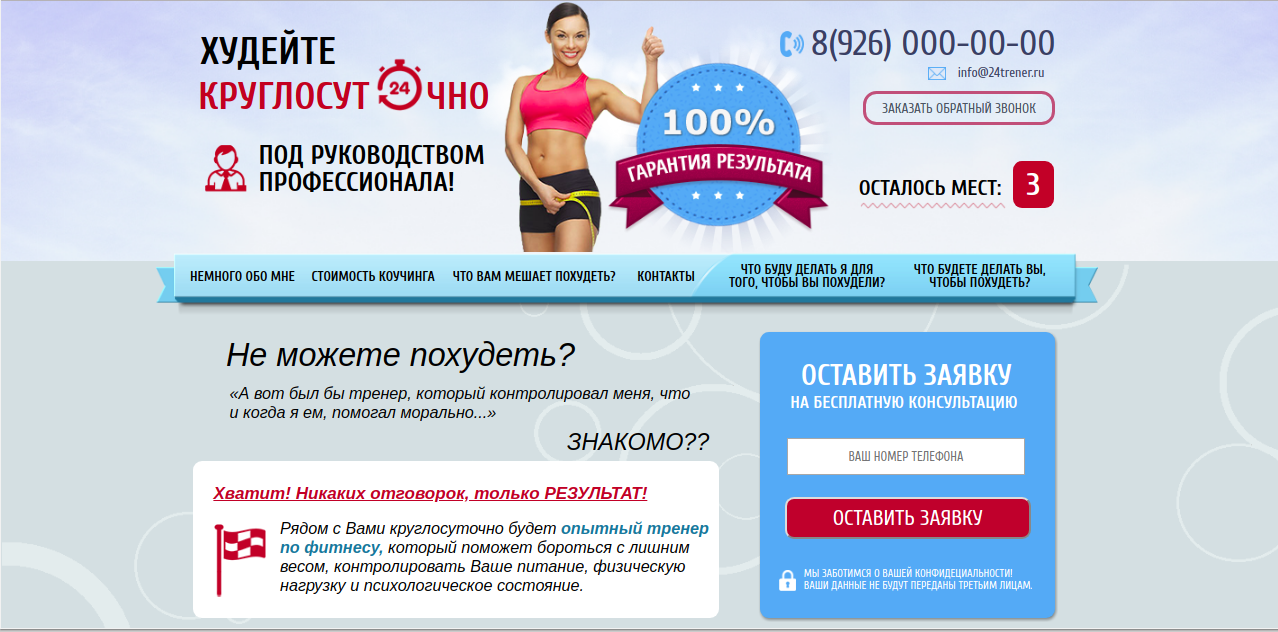 ХУДЕЙТЕ
КРУГЛОСУТ 24 ЧНО
ПОД РУКОВОДСТВОМ
ПРОФЕССИОНАЛА!
100%
ГАРАНТИЯ РЕЗУЛЬТАТА
8(926) 000-00-00
info@24trener.ru
ЗАКАЗАТЬ ОБРАТНЫЙ ЗВОНОК
ОСТАЛОСЬ МЕСТ: 3
НЕМНОГО ОБО МНЕ
СТОИМОСТЬ КОУЧИНГА
ЧТО ВАМ МЕШАЕТ ПОХУДЕТЬ?
КОНТАКТЫ
ЧТО БУДУ ДЕЛАТЬ Я ДЛЯ
ТОГО, ЧТОБЫ ВЫ ПОХУДЕЛИ?
ЧТО БУДЕТЕ ДЕЛАТЬ ВЫ,
ЧТОБЫ ПОХУДЕТЬ?
Не можете похудеть?
«А вот был бы тренер, который контролировал меня, что
и когда я ем, помогал морально...»
ЗНАКОМО??
Хватит! Никаких отговорок, только РЕЗУЛЬТАТ!
Рядом с Вами круглосуточно будет опытный тренер
по фитнесу, который поможет бороться с лишним
весом, контролировать Ваше питание, физическую
нагрузку и психологическое состояние.
ОСТАВИТЬ ЗАЯВКУ
НА БЕСПЛАТНУЮ КОНСУЛЬТАЦИЮ
ВАШ НОМЕР ТЕЛЕФОНА
ОСТАВИТЬ ЗАЯВКУ
МЫ ЗАБОТИМСЯ О ВАШЕЙ КОНФИДЕЦИАЛЬНОСТИ!
ВАШИ ДАННЫЕ НЕ БУДУТ ПЕРЕДАНЫ ТРЕТЬИМ ЛИЦАМ.